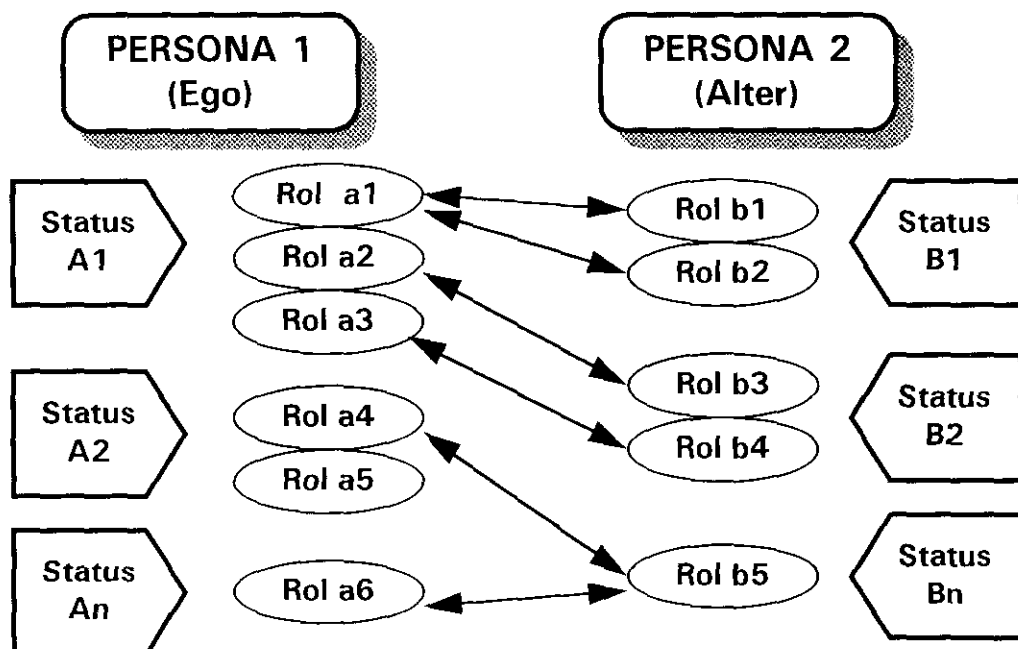 PERSONA 1
(Ego)
PERSONA 2
(Alter)
Status
A1
Rol a1
Rol a2
Rol a3
Rol b1
Rol b2
Status
B1
Status
A2
Rol a4
Rol a5
Rol b3
Rol b4
Status
B2
Status
An
Rol a6
Rol b5
Status
Bn